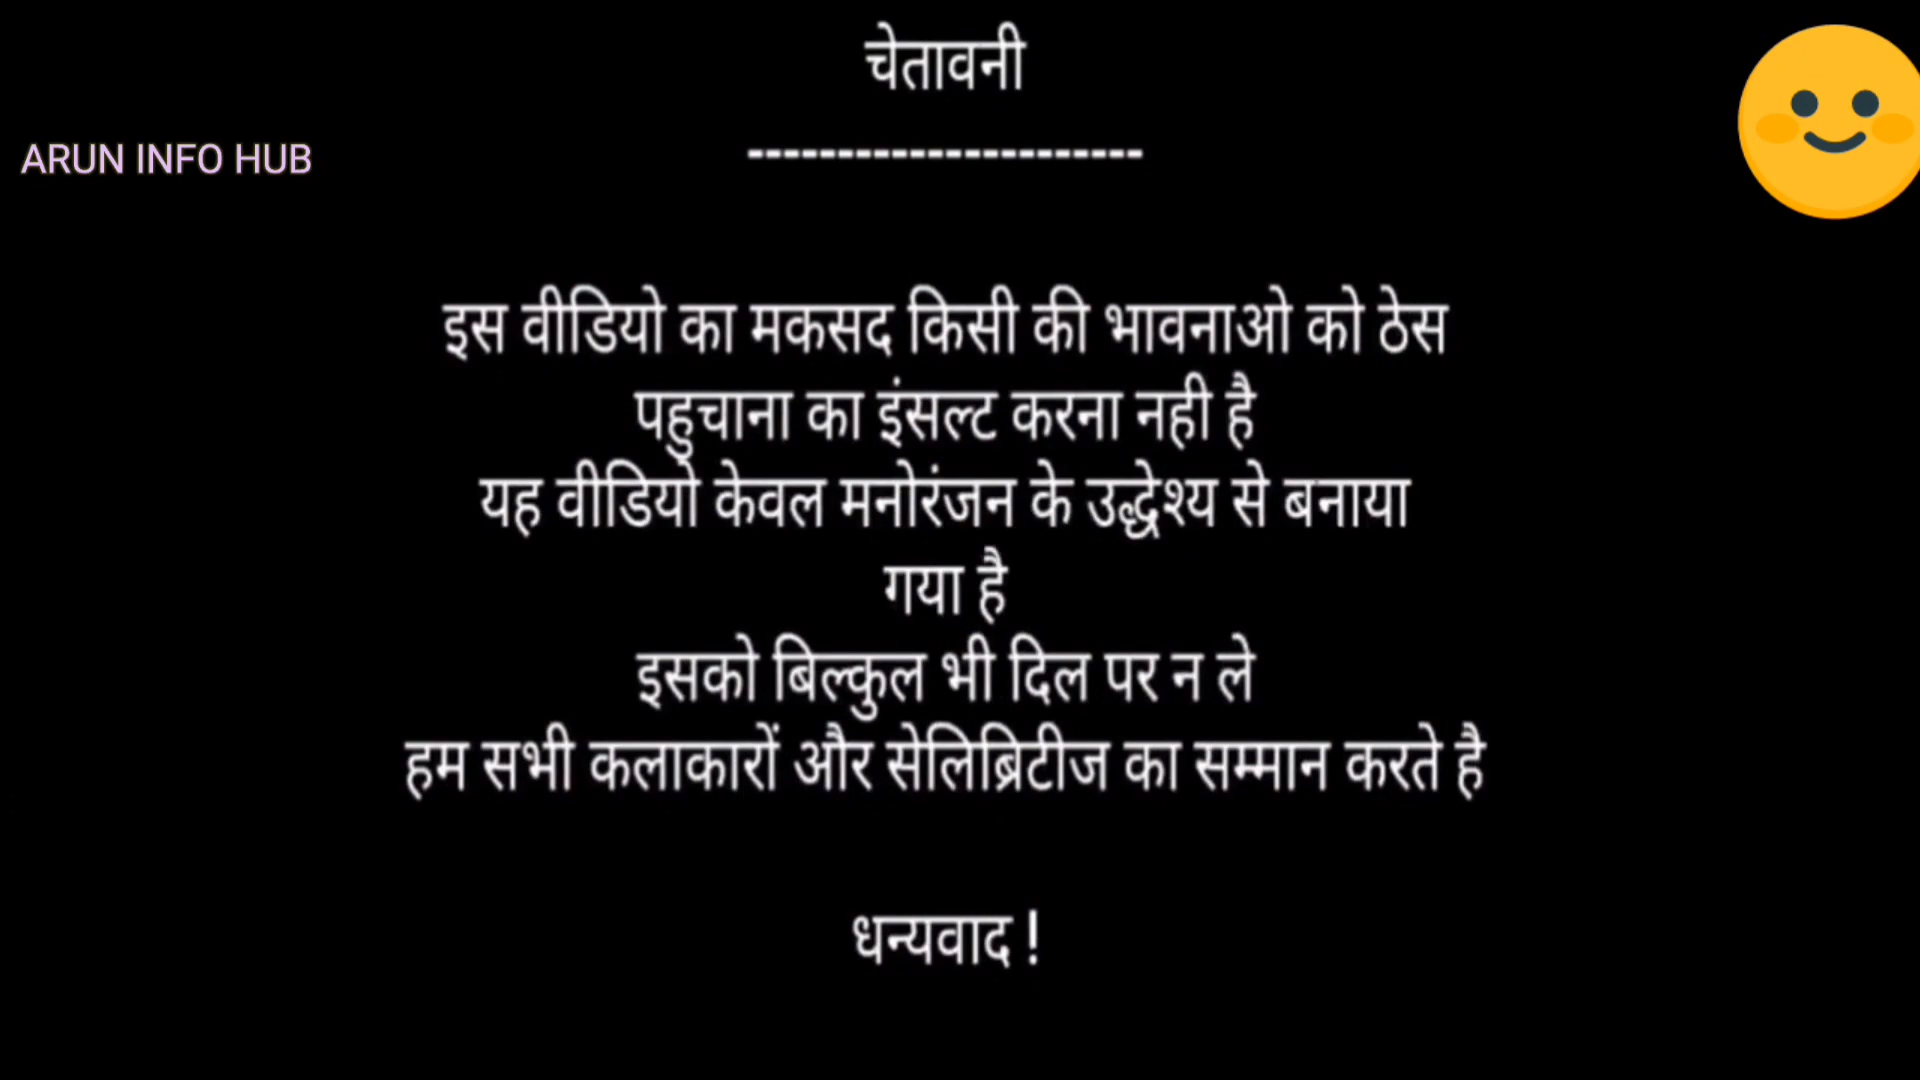 चेतावनी
----------------------
ARUN INFO HUB
इस वीडियो का मकसद किसी की भावनाओ को ठेस
पहुचाना का इंसल्ट करना नही है
यह वीडियो केवल मनोरंजन के उद्धेश्य से बनाया
गया है
इसको बिल्कुल भी दिल पर न ले
हम सभी कलाकारों और सेलिब्रिटीज का सम्मान करते है
धन्यवाद !